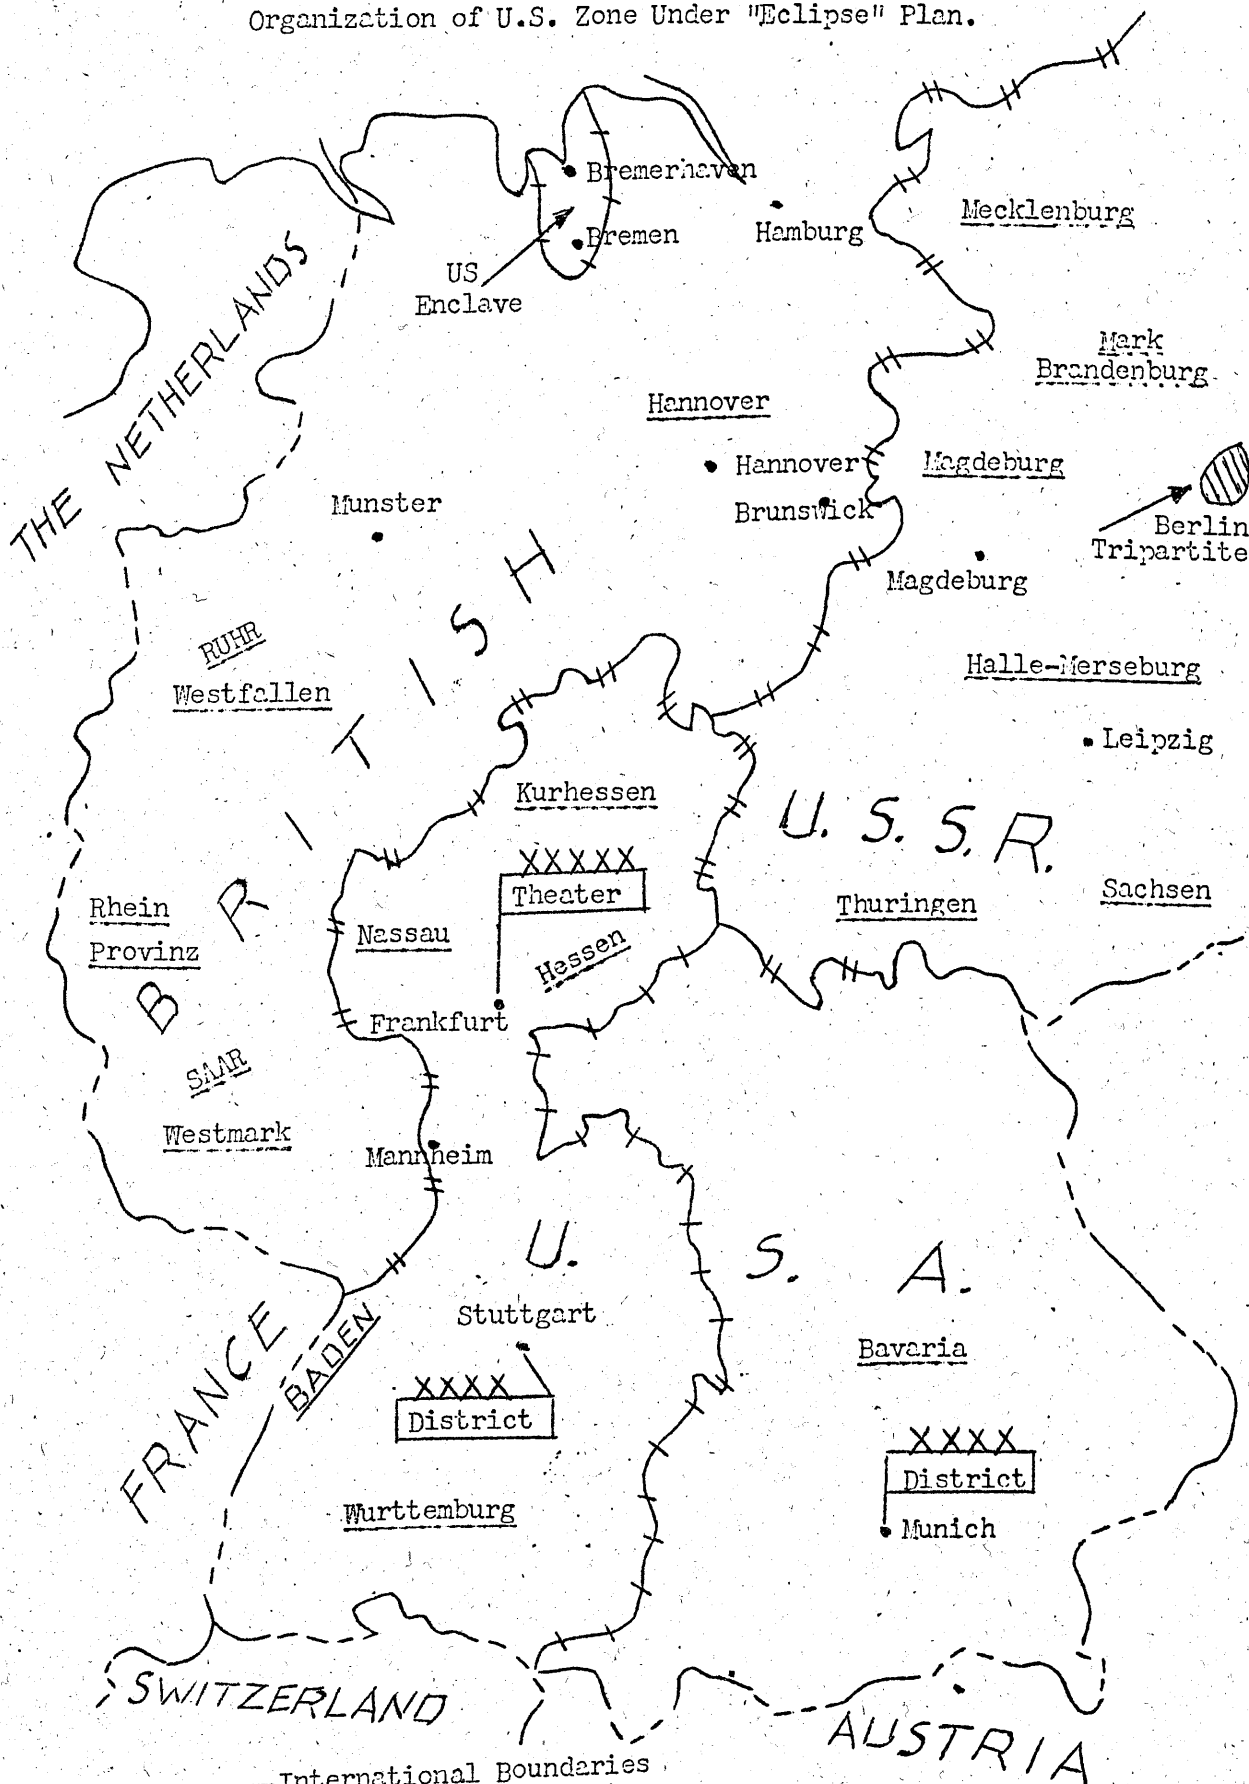 Organization of U.S. Zone Under "Eclipse" Plan.
Bremerhaven
Mecklenburg
Hamburg
Bremen
US
Enclave
THE NETHERLANDS
Mark
Brandenburg
Hannover
Hannover
Magdeburg
Brunswick
Munster
Berlin
Tripartite
Magdeburg
RUHR
Westfallen
Halle-Merseburg
Leipzig
BRITISH
Kurhessen
U.S.S.R.
XXXXX
Theater
Rhein
Provinz
Nassau
Hessen
Thuringen
Sachsen
Frankfurt
SAAR
Westmark
Mannheim
U. S. A.
Stuttgart
FRANCE
BADEN
Bavaria
XXXX
District
XXXX
District
Wurttemburg
Munich
SWITZERLAND
AUSTRIA
International Boundaries